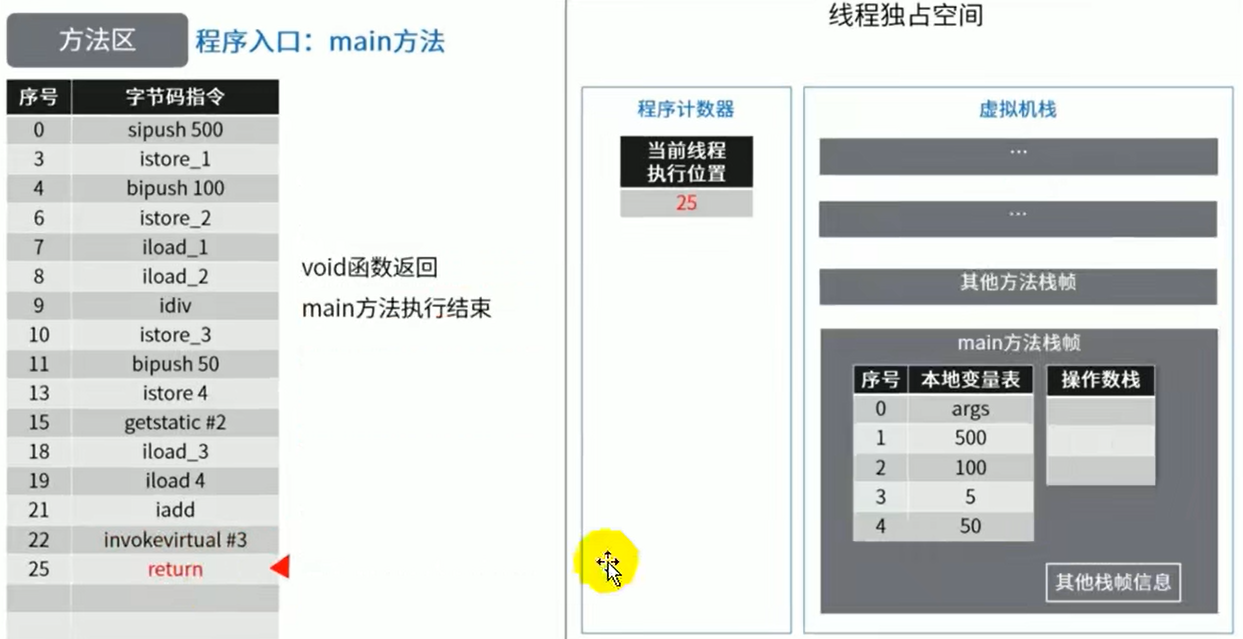 方法区
程序入口：main方法
序号 字节码指令
0 sipush 500
3 istore_1
4 bipush 100
6 istore_2
7 iload_1
8 iload_2
9 idiv
10 istore_3
11 bipush 50
13 istore 4
15 getstatic #2
18 iload_3
19 iload 4
21 iadd
22 invokevirtual #3
25 return
void函数返回
main方法执行结束
线程独占空间
程序计数器
当前线程
执行位置
25
虚拟机栈
...
...
其他方法栈帧
main方法栈帧
序号 本地变量表
0 args
1 500
2 100
3 5
4 50
操作数栈
其他栈帧信息